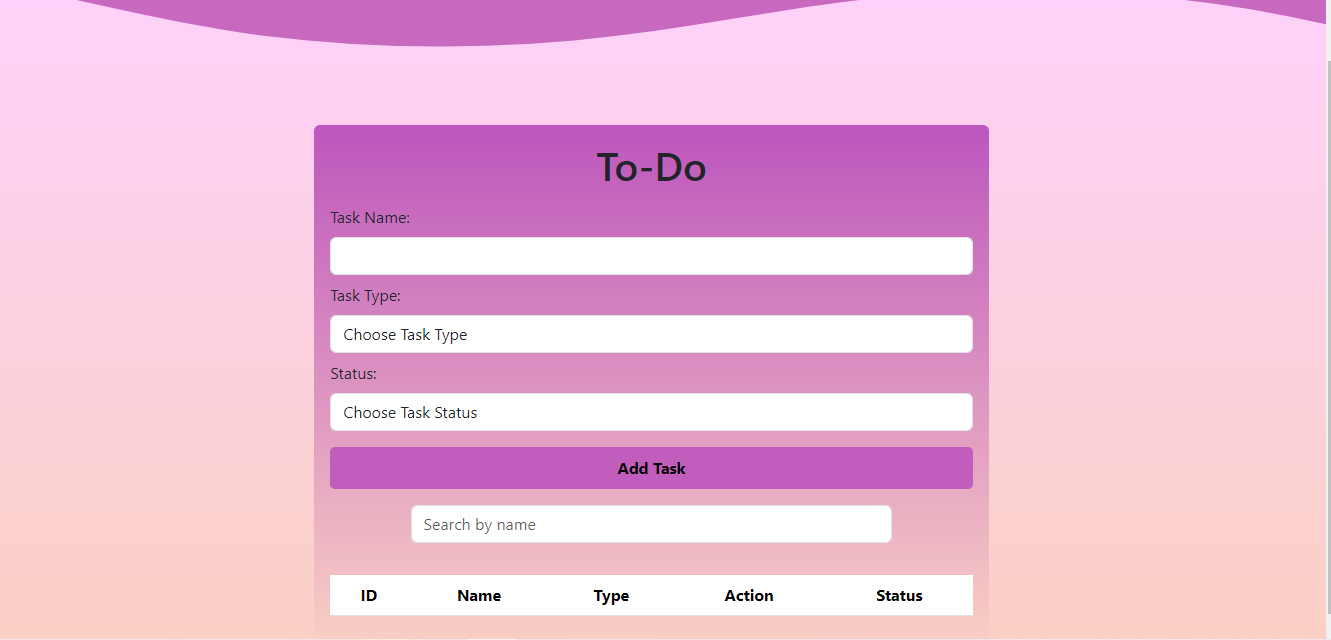 To-Do
Task Name:
Task Type:
Choose Task Type
Status:
Choose Task Status
Add Task
Search by name
ID Name Type Action Status